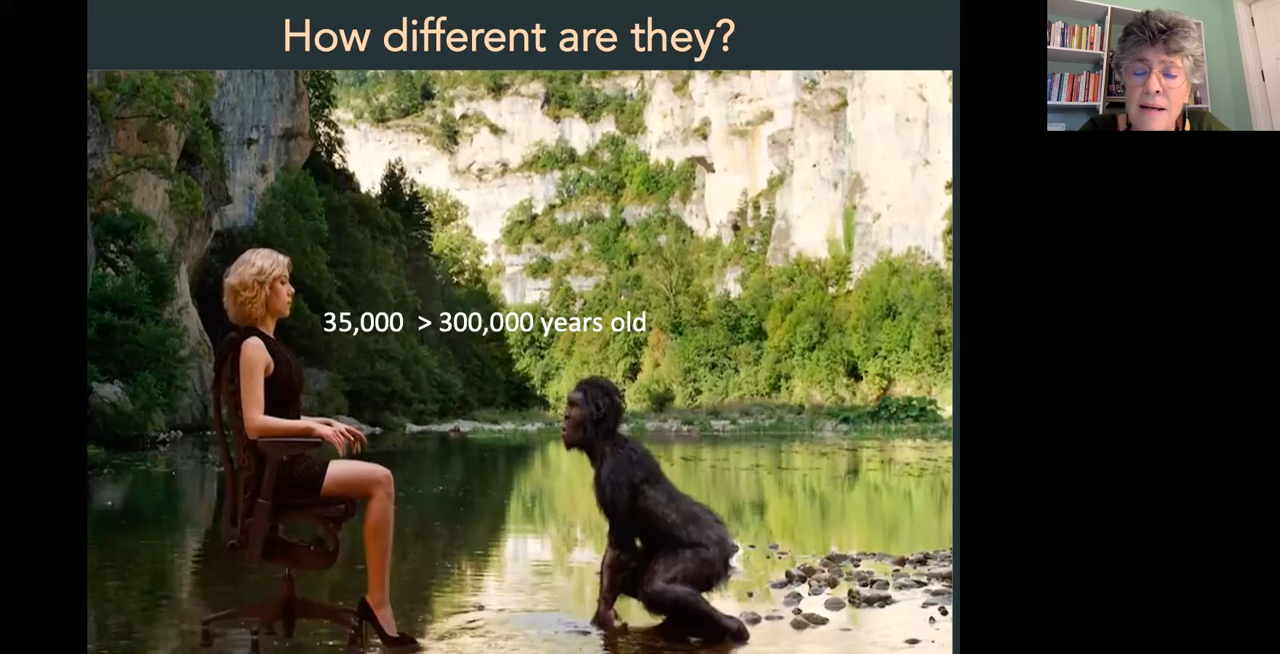 How different are they?
35,000 > 300,000 years old